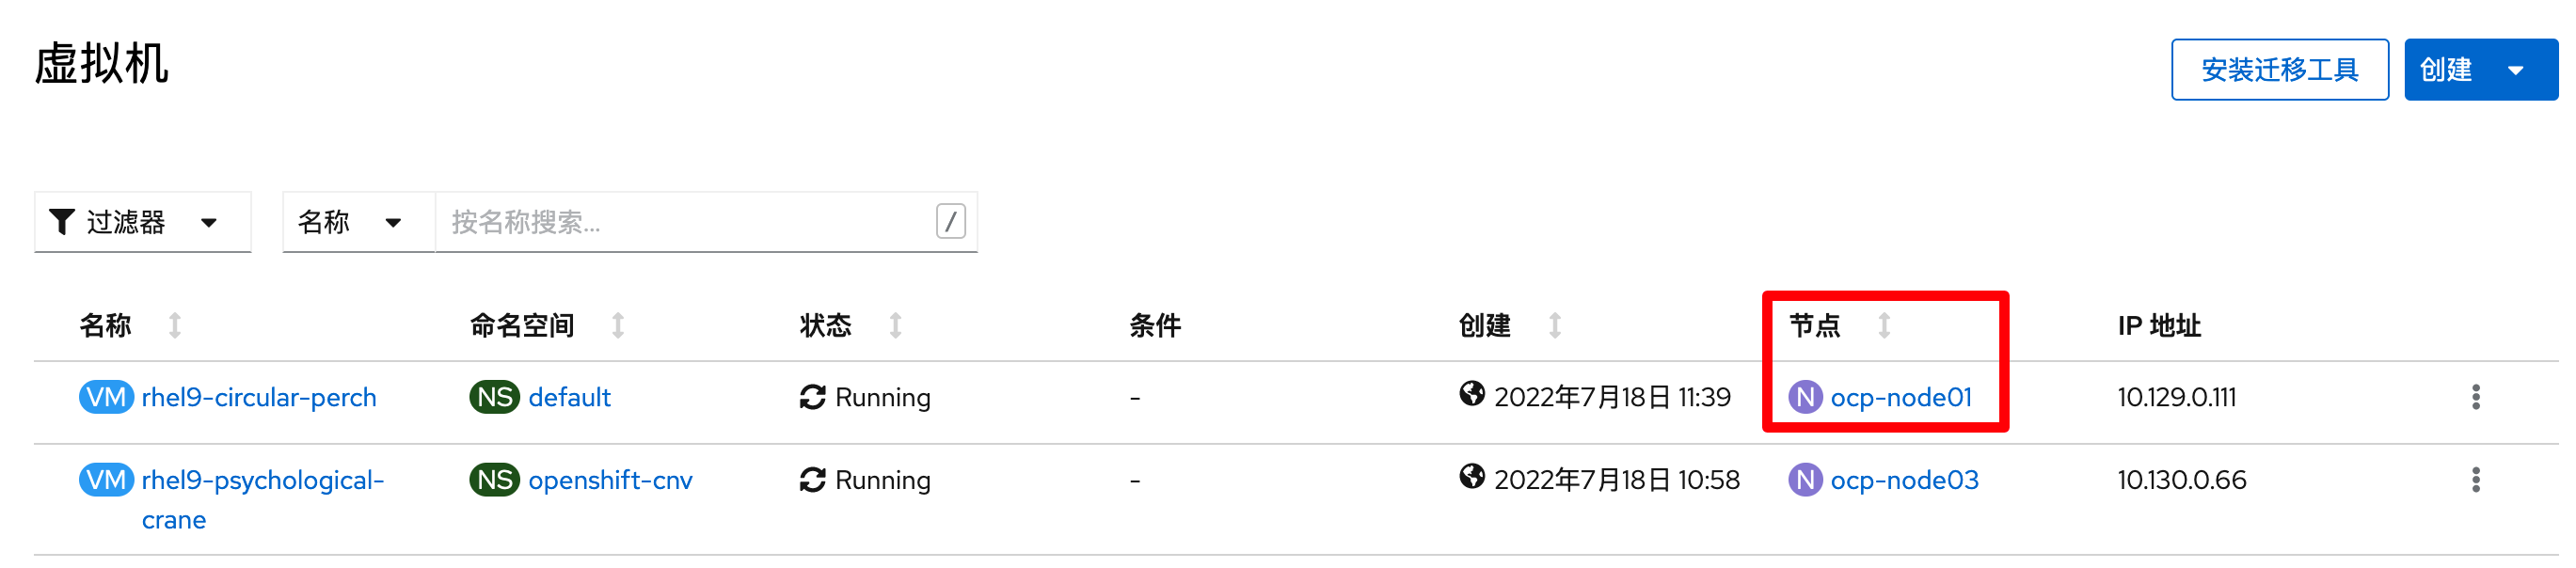 虚拟机
安装迁移工具 创建
过滤器 名称 按名称搜索... /
名称 命名空间 状态 条件 创建 节点 IP 地址
VM rhel9-circular-perch NS default Running - 2022年7月18日 11:39 N ocp-node01 10.129.0.111
VM rhel9-psychological- NS openshift-cnv Running - 2022年7月18日 10:58 N ocp-node03 10.130.0.66
crane